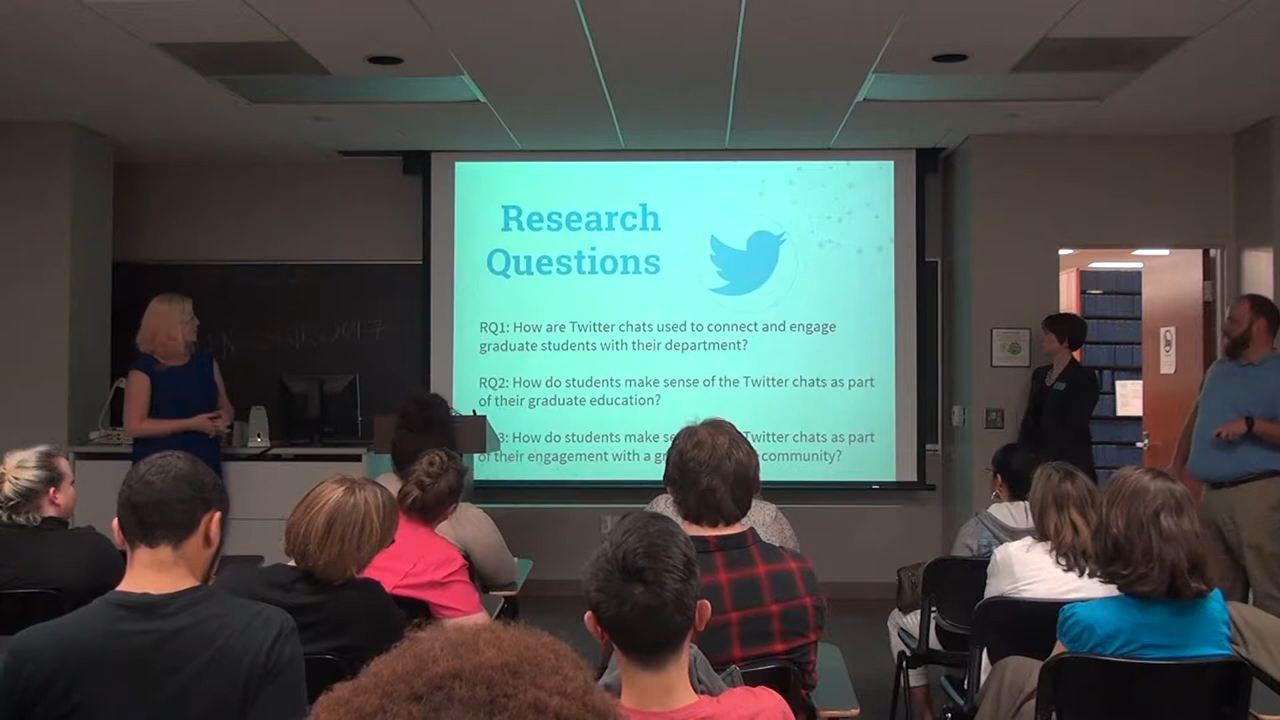 Research
Questions
RQ1: How are Twitter chats used to connect and engage
graduate students with their department?
RQ2: How do students make sense of the Twitter chats as part
of their graduate education?
3: How do students make se Twitter chats as part
of their engagement with a community?